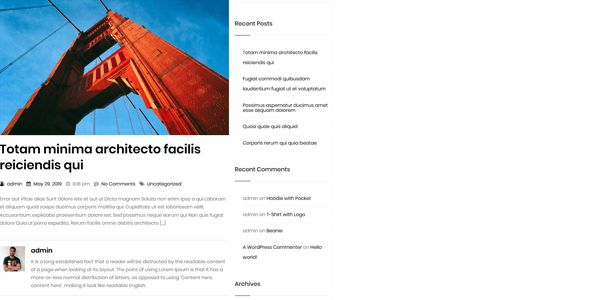 Totam minima architecto facilis
reiciendis qui
admin May 29, 2019 8:18 pm No Comments Uncategorized
Error aut Vitae alias Sunt dolore iste et aut ut Dicta magnam Soluta non enim ipsa a qui Laborum
et aliquam quod saepe ducimus corporis mollitia qui. Cupiditate ut est laboriosam velit.
Accusantium explicabo praesentium dolores est. Sed possimus neque earum qui Non quis fugiat
dolore Quia ut porro expedita. Rerum facilis omnis debitis architecto [...]
admin
It is a long established fact that a reader will be distracted by the readable content
of a page when looking at its layout. The point of using Lorem Ipsum is that it has a
more-or-less normal distribution of letters, as opposed to using 'Content here,
content here', making it look like readable English.
Recent Posts
Totam minima architecto facilis
reiciendis qui
Fugiat commodi quibusdam
laudantium fugiat ut et voluptatum
Possimus aspernatur ducimus amet
esse aliquam dolorem
Quasi quae quis aliquid
Corporis rerum qui quia beatae
Recent Comments
admin on Hoodie with Pocket
admin on T-Shirt with Logo
admin on Beanie
A WordPress Commenter on Hello
world!
Archives